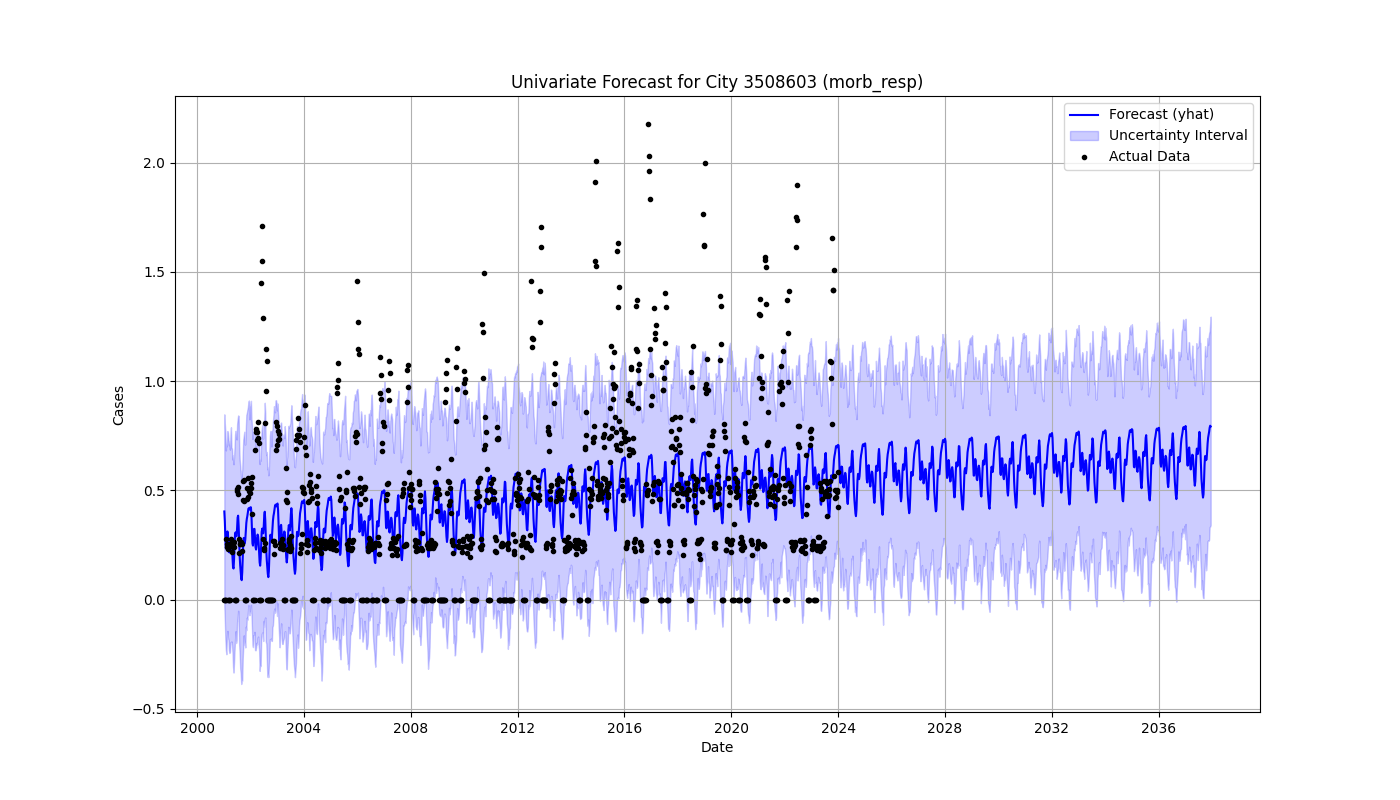 Univariate Forecast for City 3508603 (morb_resp)
Forecast (yhat)
Uncertainty Interval
Actual Data
Cases
2.0
1.5
1.0
0.5
0.0
−0.5
2000 2004 2008 2012 2016 2020 2024 2028 2032 2036
Date